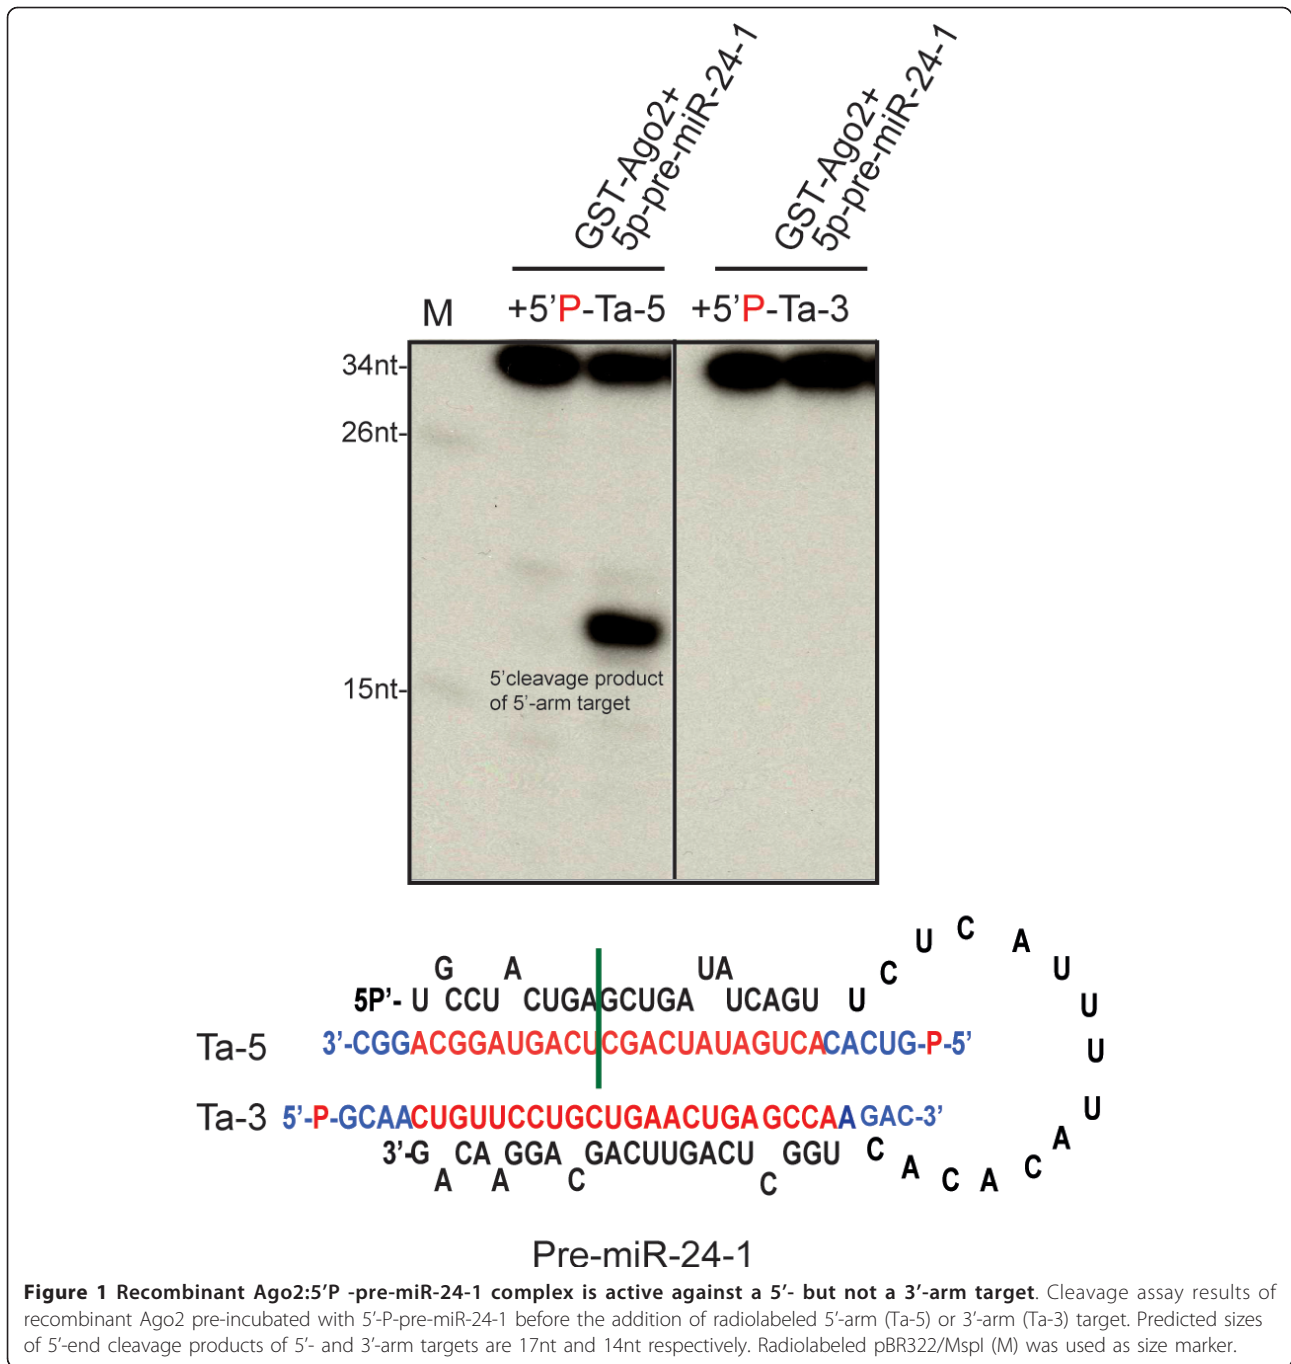 GST-Ago2+
5p-pre-miR-24-1
GST-Ago2+
5p-pre-miR-24-1
M
+5’P-Ta-5
+5’P-Ta-3
34nt-
26nt-
15nt-
5’cleavage product
of 5’-arm target
C
U A
G A UA C U
5P’- U CCU CUGAGCUGA UCAGU U U
Ta-5 3’-CGGACGGAUGACUCGACUAUAGUCACACUG-P-5’ U
Ta-3 5’-P-GCAACUGUUCCUGCUGAACUGAGCCAAGAC-3’ U
3’-G CA GGA GACUUGACU GGU C A
A A C C A C A C
Pre-miR-24-1
Figure 1 Recombinant Ago2:5’P -pre-miR-24-1 complex is active against a 5’- but not a 3’-arm target. Cleavage assay results of
recombinant Ago2 pre-incubated with 5’-P-pre-miR-24-1 before the addition of radiolabeled 5’-arm (Ta-5) or 3’-arm (Ta-3) target. Predicted sizes
of 5’-end cleavage products of 5’- and 3’-arm targets are 17nt and 14nt respectively. Radiolabeled pBR322/MspI (M) was used as size marker.